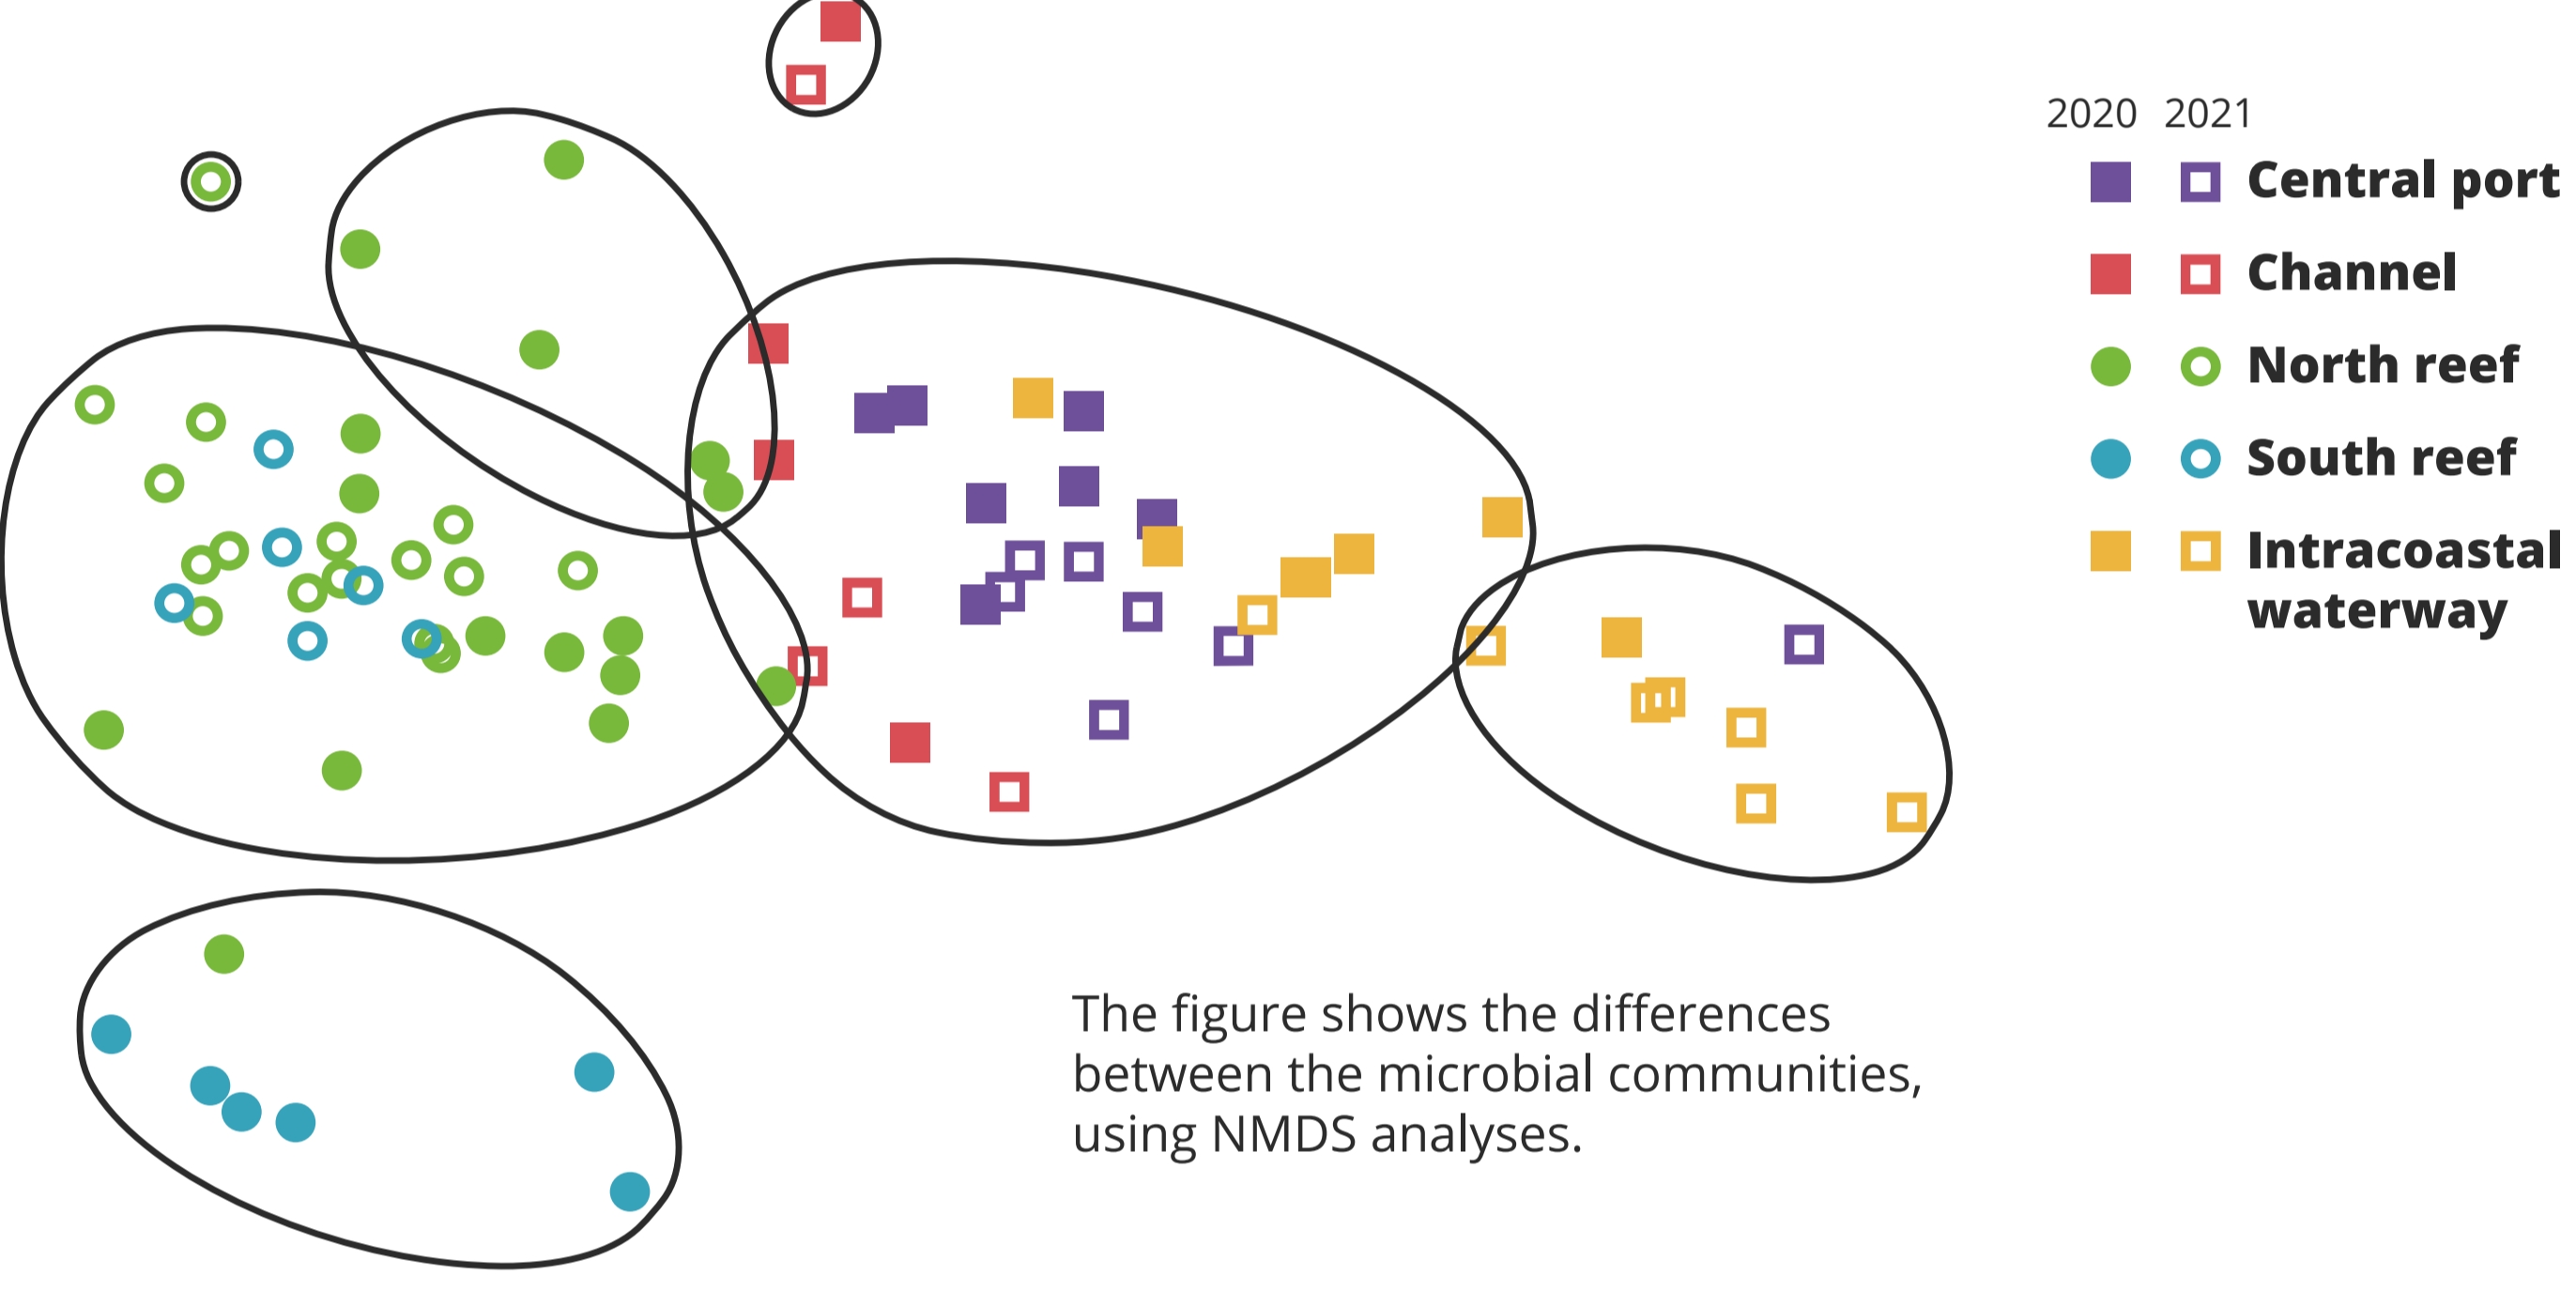 2020 2021
Central port
Channel
North reef
South reef
Intracoastal
waterway
The figure shows the differences
between the microbial communities,
using NMDS analyses.